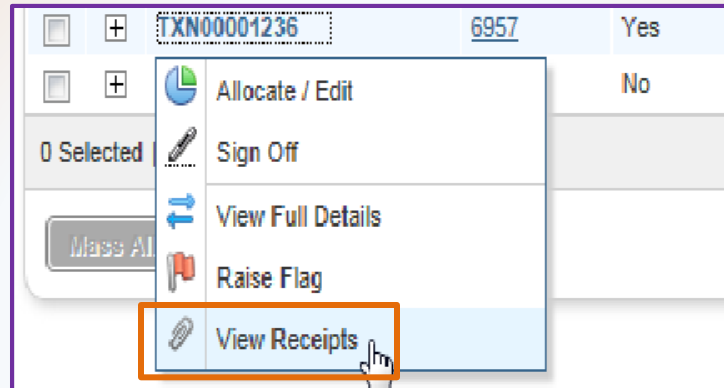 TXN00001236 6957 Yes
Allocate / Edit No
0 Selected Sign Off
View Full Details
Mass Al
Raise Flag
View Receipts